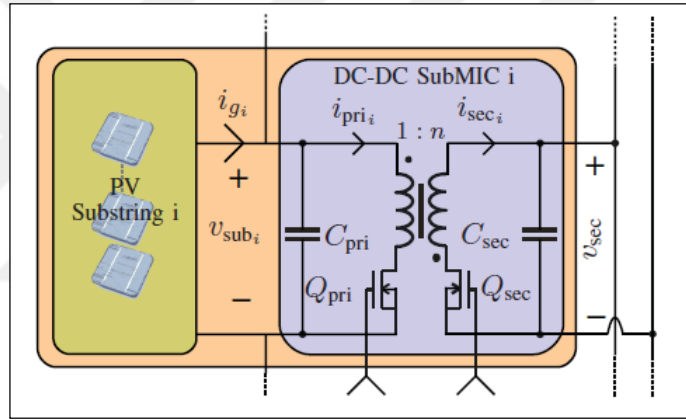 DC-DC SubMIC i
i_{g_i}
i_{pri_i}
1 : n
i_{sec_i}
+
+
PV
Substring i
v_{sub_i}
C_{pri}
C_{sec}
v_{sec}
Q_{pri}
Q_{sec}
−
−